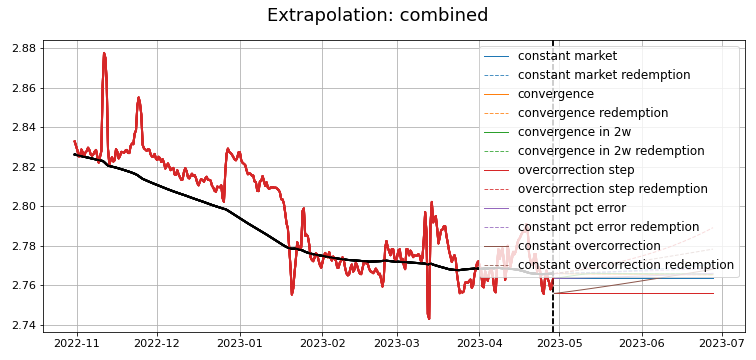 Extrapolation: combined
2.88
2.86
2.84
2.82
2.80
2.78
2.76
2.74
constant market
constant market redemption
convergence
convergence redemption
convergence in 2w
convergence in 2w redemption
overcorrection step
overcorrection step redemption
constant pct error
constant pct error redemption
constant overcorrection
constant overcorrection redemption
2022-11 2022-12 2023-01 2023-02 2023-03 2023-04 2023-05 2023-06 2023-07